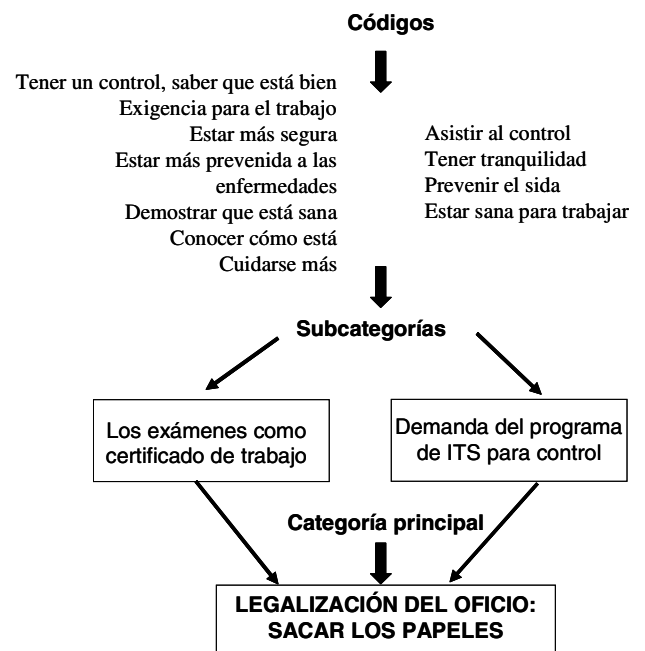 Códigos
Tener un control, saber que está bien
Exigencia para el trabajo
Estar más segura
Estar más prevenida a las
enfermedades
Demostrar que está sana
Conocer cómo está
Cuidarse más
Asistir al control
Tener tranquilidad
Prevenir el sida
Estar sana para trabajar
Subcategorías
Los exámenes como
certificado de trabajo
Demanda del programa
de ITS para control
Categoría principal
LEGALIZACIÓN DEL OFICIO:
SACAR LOS PAPELES